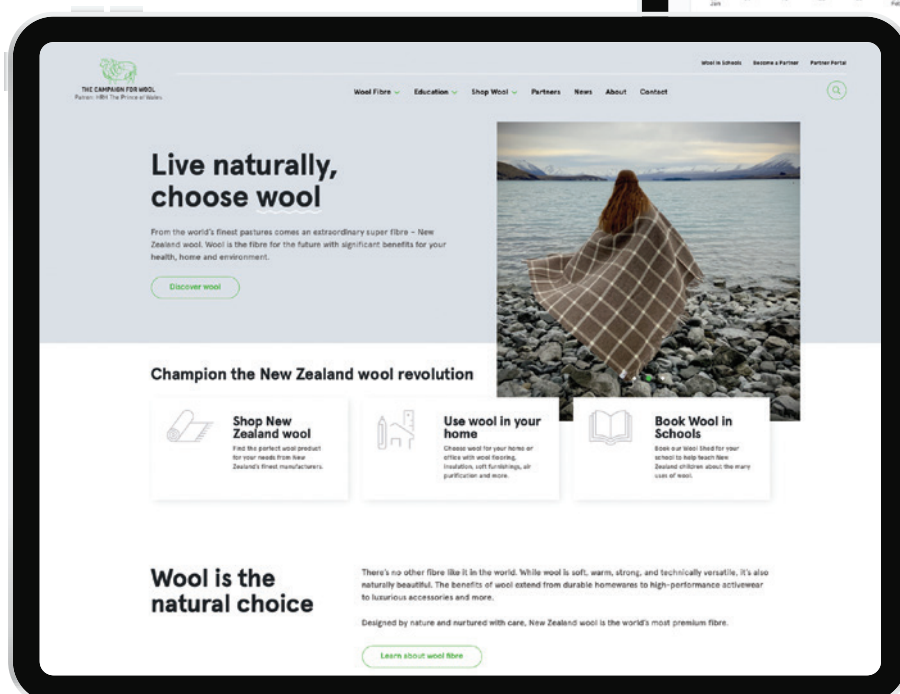 Jan
Feb
Wool in Schools Become a Partner Partner Portal
THE CAMPAIGN FOR WOOL
Patron: HRH The Prince of Wales
Wool Fibre Education Shop Wool Partners News About Contact
Live naturally,
choose wool
From the world's finest pastures comes an extraordinary super fibre – New
Zealand wool. Wool is the fibre for the future with significant benefits for your
health, home and environment.
Discover wool
Champion the New Zealand wool revolution
Shop New
Zealand wool
Find the perfect wool product
for your needs from New
Zealand's finest manufacturers.
Use wool in your
home
Choose wool for your home or
office with wool flooring,
insulation, soft furnishings, air
purification and more.
Book Wool in
Schools
Book our Wool Shed for your
school to help teach New
Zealand children about the many
uses of wool.
Wool is the
natural choice
There's no other fibre like it in the world. While wool is soft, warm, strong, and technically versatile, it's also
naturally beautiful. The benefits of wool extend from durable homewares to high-performance activewear
to luxurious accessories and more.
Designed by nature and nurtured with care, New Zealand wool is the world's most premium fibre.
Learn about wool fibre